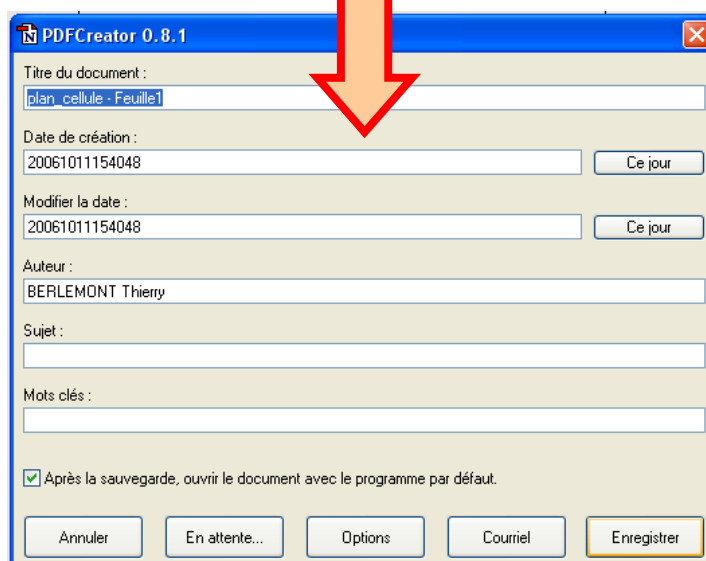 PDFCreator 0.8.1
Titre du document :
plan_cellule - Feuille1
Date de création :
20061011154048
Ce jour
Modifier la date :
20061011154048
Ce jour
Auteur :
BERLEMONT Thierry
Sujet :
Mots clés :
Après la sauvegarde, ouvrir le document avec le programme par défaut.
Annuler En attente... Options Courriel Enregistrer